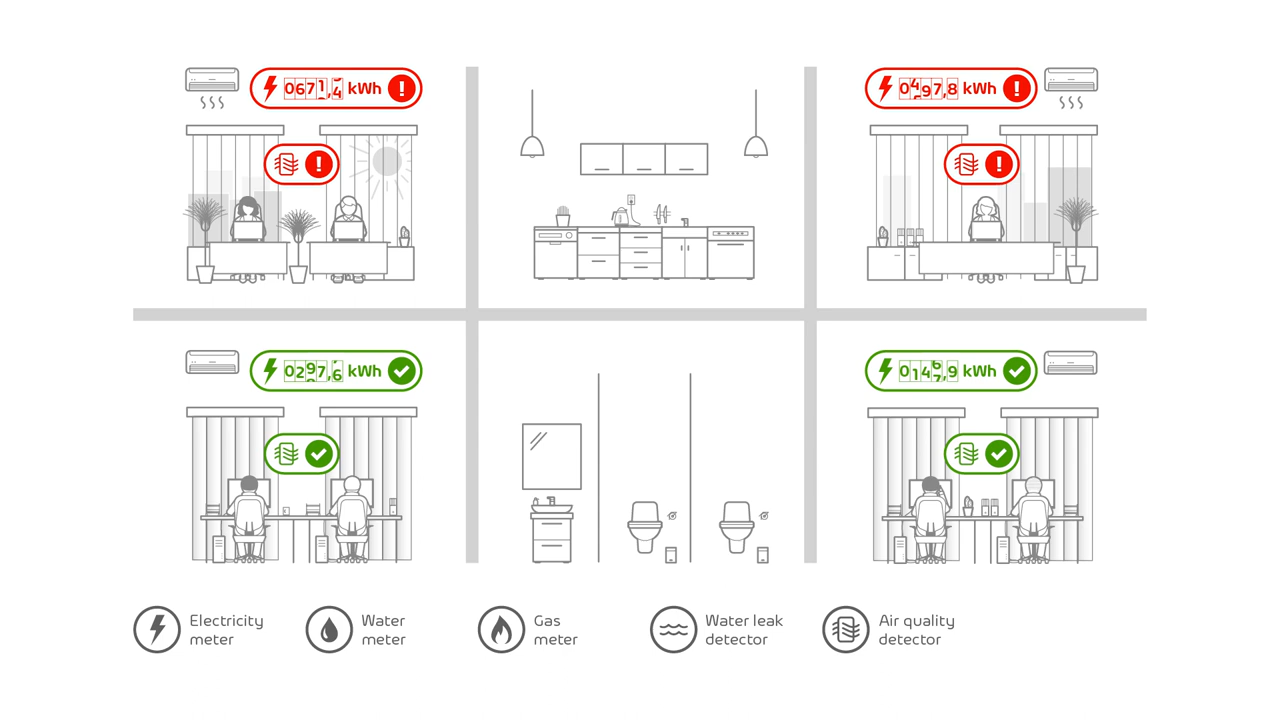 0671,4 kWh !
0497,8 kWh !
!
!
0297,6 kWh
0146,9 kWh
Electricity
meter
Water
meter
Gas
meter
Water leak
detector
Air quality
detector